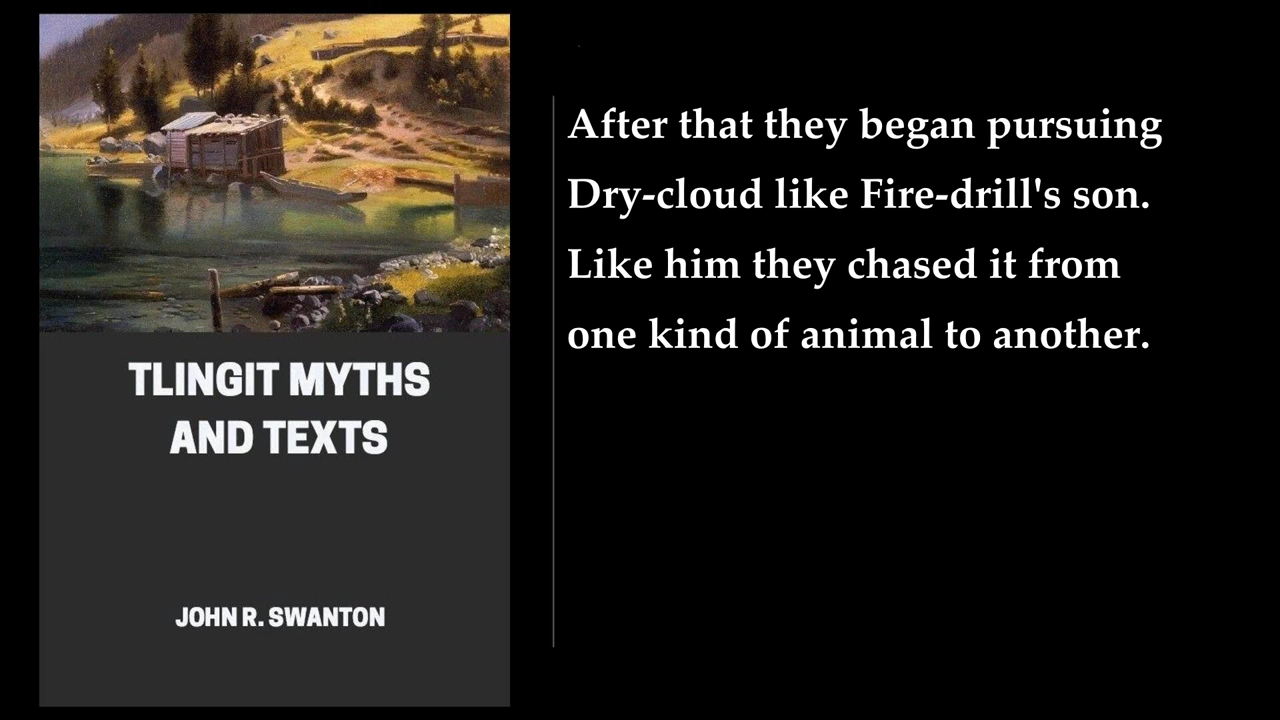 TLINGIT MYTHS
AND TEXTS
JOHN R. SWANTON
After that they began pursuing
Dry-cloud like Fire-drill's son.
Like him they chased it from
one kind of animal to another.